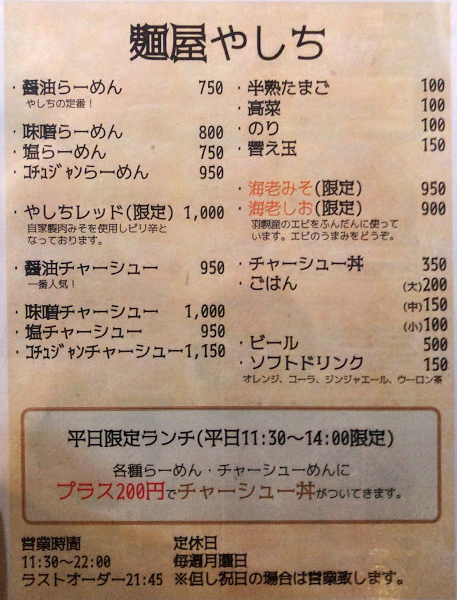 麵屋やしち
・醤油らーめん 750
やしちの定番！
・味噌らーめん 800
・塩らーめん 750
・ｺﾁｭｼﾞｬﾝらーめん 950
・やしちレッド(限定) 1,000
自家製肉みそを使用しピリ辛と
なっております。
・醤油チャーシュー 950
一番人気！
・味噌チャーシュー 1,000
・塩チャーシュー 950
・ｺﾁｭｼﾞｬﾝチャーシュー1,150
・半熟たまご 100
・高菜 100
・のり 100
・替え玉 150
・海老みそ(限定) 950
・海老しお(限定) 900
羽幌産のエビをふんだんに使って
います。エビのうまみをどうぞ。
・チャーシュー丼 350
・ごはん (大)200
(中)150
(小)100
・ビール 500
・ソフトドリンク 150
オレンジ、コーラ、ジンジャエール、ウーロン茶
平日限定ランチ(平日11:30～14:00限定)
各種らーめん・チャーシューめんに
プラス200円でチャーシュー丼がついてきます。
営業時間 定休日
11:30～22:00 毎週月曜日
ラストオーダー21:45 ※但し祝日の場合は営業致します。